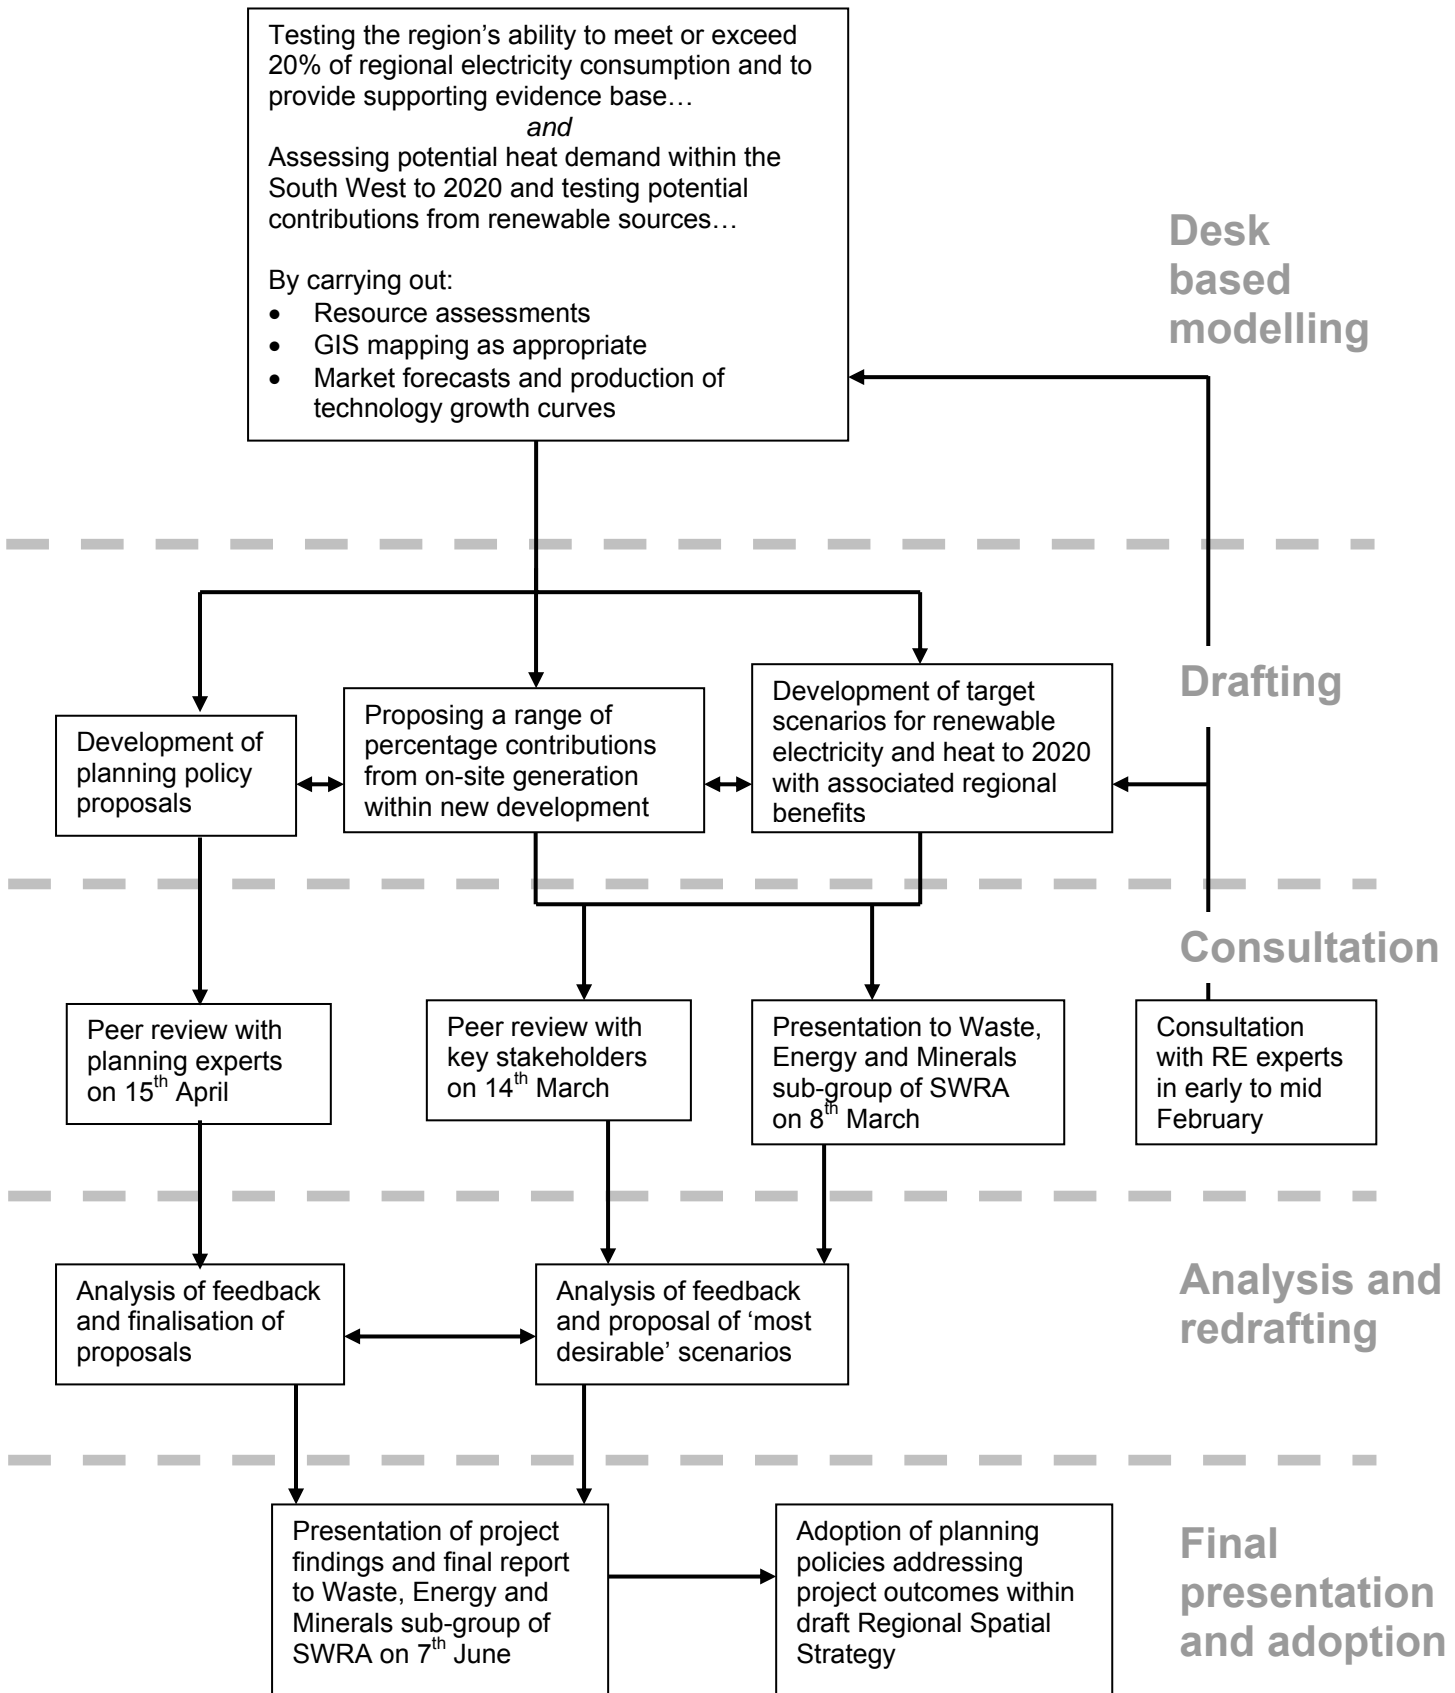 Testing the region’s ability to meet or exceed
20% of regional electricity consumption and to
provide supporting evidence base…
and
Assessing potential heat demand within the
South West to 2020 and testing potential
contributions from renewable sources…
By carrying out:
• Resource assessments
• GIS mapping as appropriate
• Market forecasts and production of
technology growth curves
Desk
based
modelling
Development of
planning policy
proposals
Proposing a range of
percentage contributions
from on-site generation
within new development
Development of target
scenarios for renewable
electricity and heat to 2020
with associated regional
benefits
Drafting
Peer review with
planning experts
on 15th April
Peer review with
key stakeholders
on 14th March
Presentation to Waste,
Energy and Minerals
sub-group of SWRA
on 8th March
Consultation
with RE experts
in early to mid
February
Consultation
Analysis of feedback
and finalisation of
proposals
Analysis of feedback
and proposal of ‘most
desirable’ scenarios
Analysis and
redrafting
Presentation of project
findings and final report
to Waste, Energy and
Minerals sub-group of
SWRA on 7th June
Adoption of planning
policies addressing
project outcomes within
draft Regional Spatial
Strategy
Final
presentation
and adoption